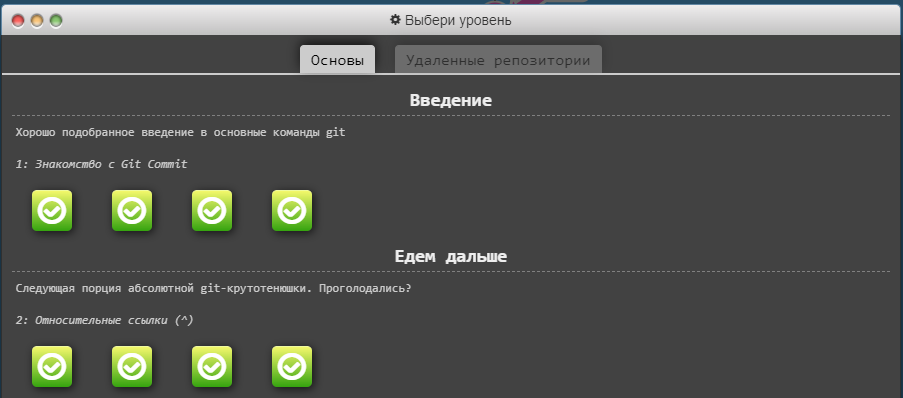 Выбери уровень
Основы Удаленные репозитории
Введение
Хорошо подобранное введение в основные команды git
1: Знакомство с Git Commit
Едем дальше
Следующая порция абсолютной git-крутотенюшки. Проголодались?
2: Относительные ссылки (^)